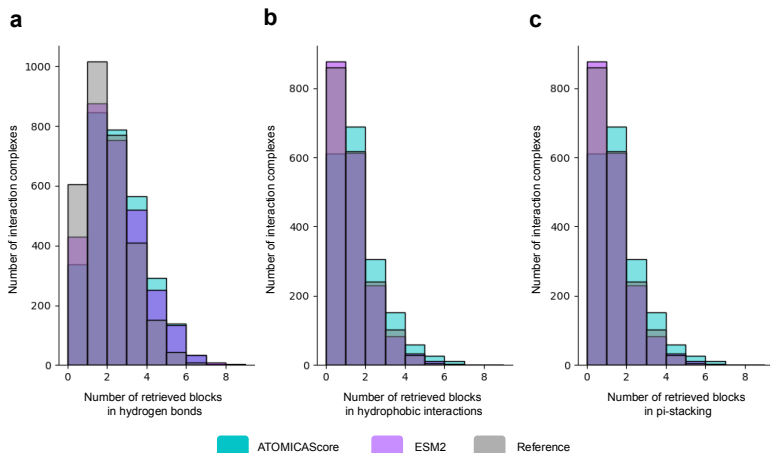 a
b
c
Number of interaction complexes
1000
800
600
400
200
0
0 2 4 6 8
Number of retrieved blocks
in hydrogen bonds
Number of interaction complexes
800
600
400
200
0
0 2 4 6 8
Number of retrieved blocks
in hydrophobic interactions
Number of interaction complexes
800
600
400
200
0
0 2 4 6 8
Number of retrieved blocks
in pi-stacking
ATOMICAScore
ESM2
Reference